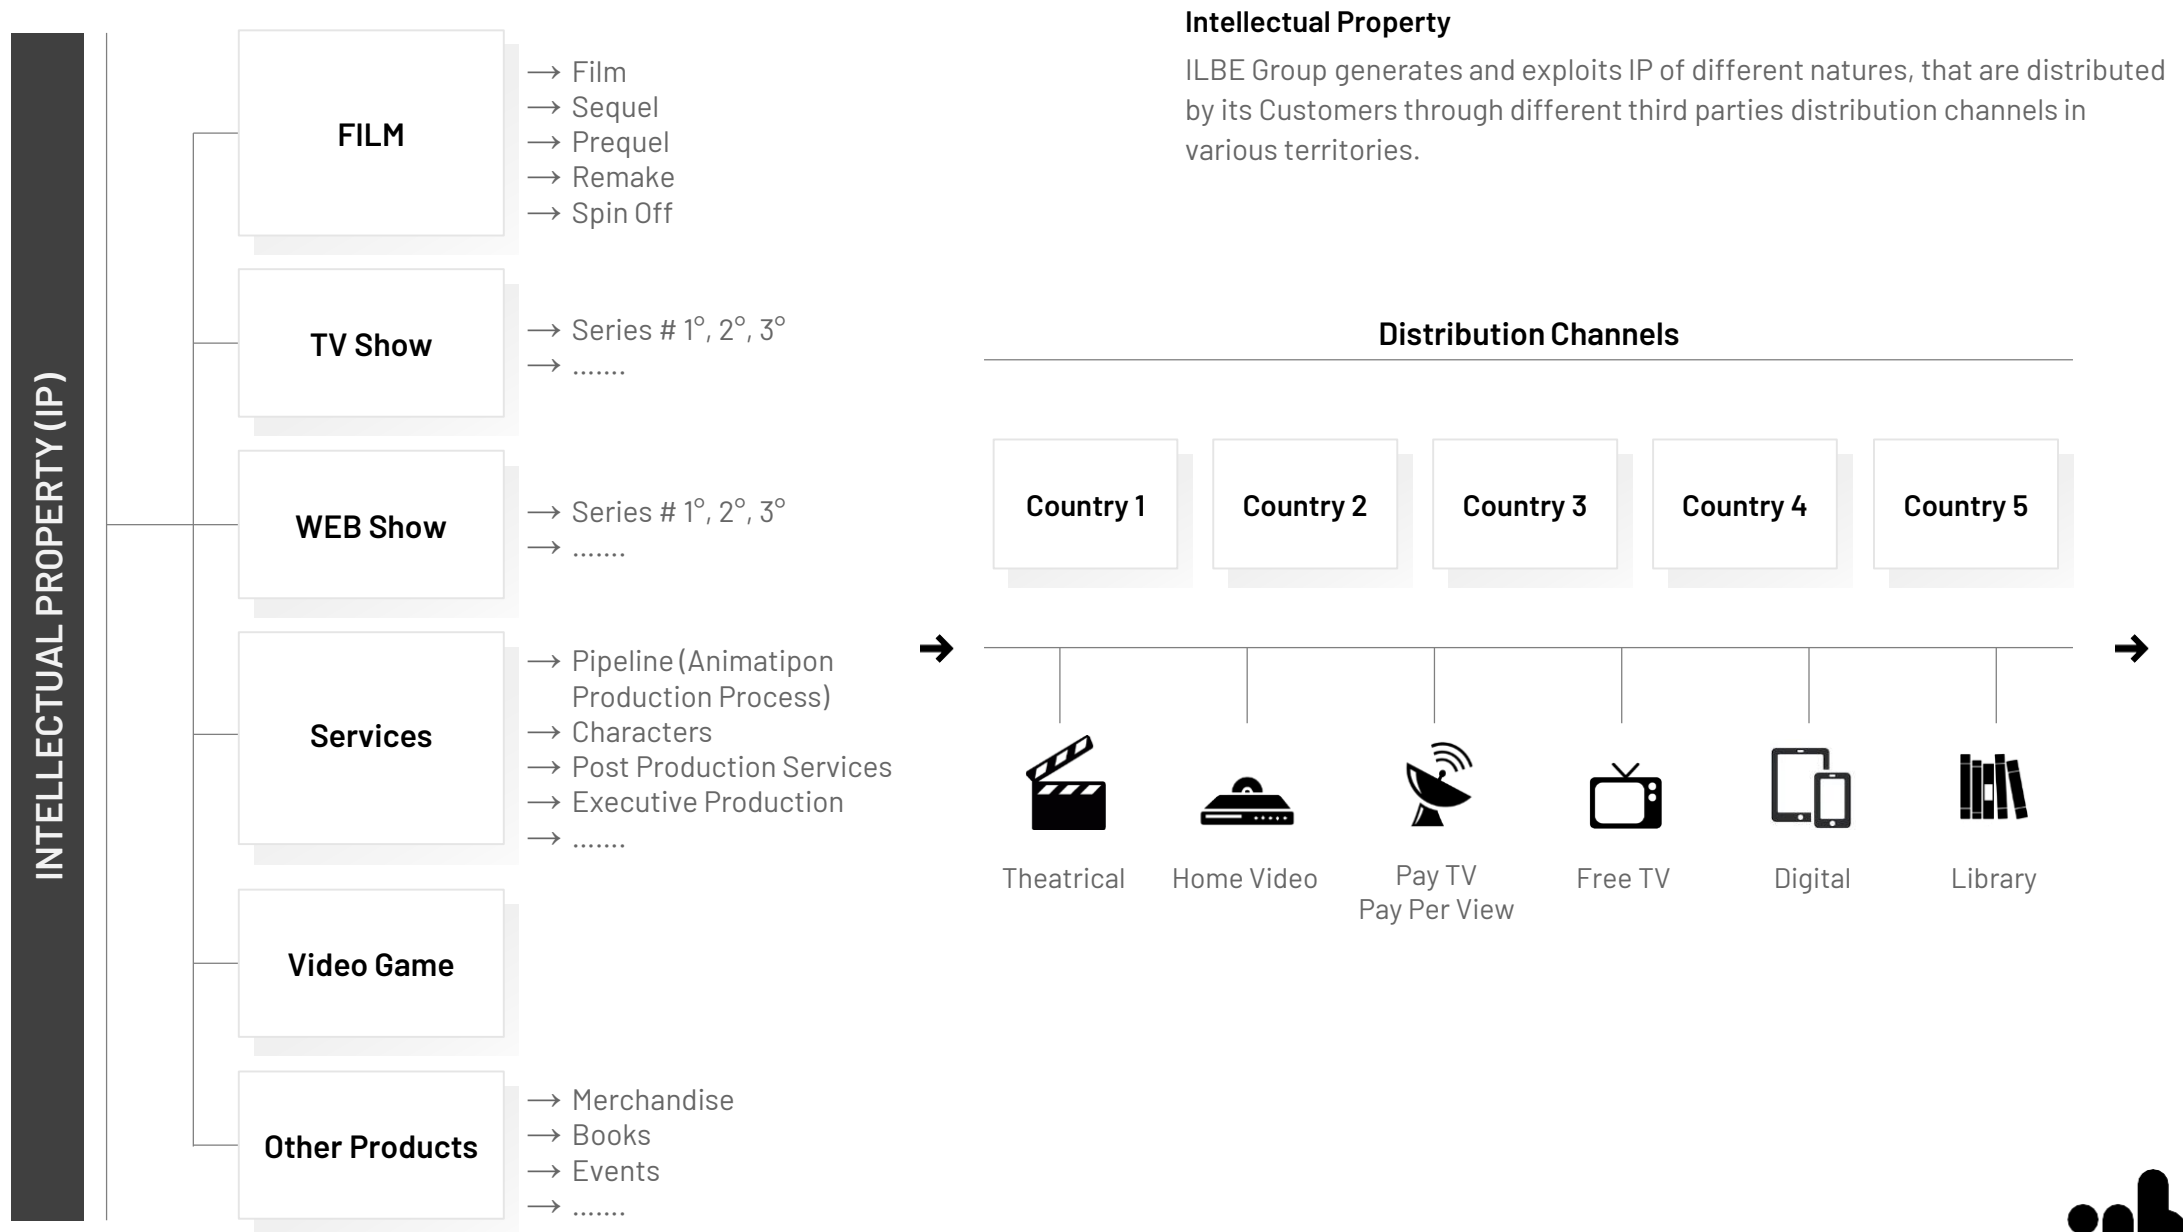 INTELLECTUAL PROPERTY (IP)
FILM
→ Film
→ Sequel
→ Prequel
→ Remake
→ Spin Off
TV Show
→ Series # 1°, 2°, 3°
→ .......
WEB Show
→ Series # 1°, 2°, 3°
→ .......
Services
→ Pipeline (Animatipon
Production Process)
→ Characters
→ Post Production Services
→ Executive Production
→ .......
Video Game
Other Products
→ Merchandise
→ Books
→ Events
→ .......
Intellectual Property
ILBE Group generates and exploits IP of different natures, that are distributed
by its Customers through different third parties distribution channels in
various territories.
Distribution Channels
Country 1
Country 2
Country 3
Country 4
Country 5
Theatrical
Home Video
Pay TV
Pay Per View
Free TV
Digital
Library